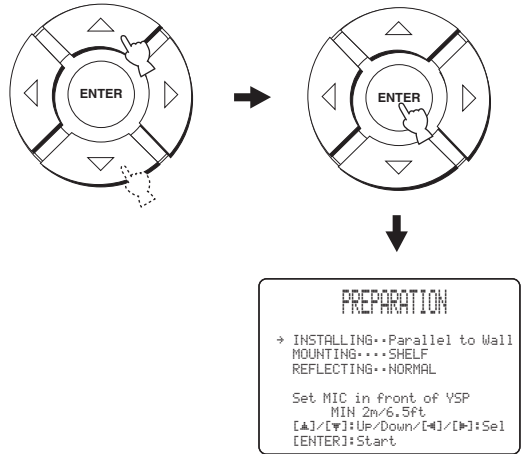 ENTER
ENTER
PREPARATION
→ INSTALLING··Parallel to Wall
MOUNTING····SHELF
REFLECTING··NORMAL
Set MIC in front of YSP
MIN 2m/6.5ft
[▲]/[▼]:Up/Down/[◀]/[▶]:Sel
[ENTER]:Start